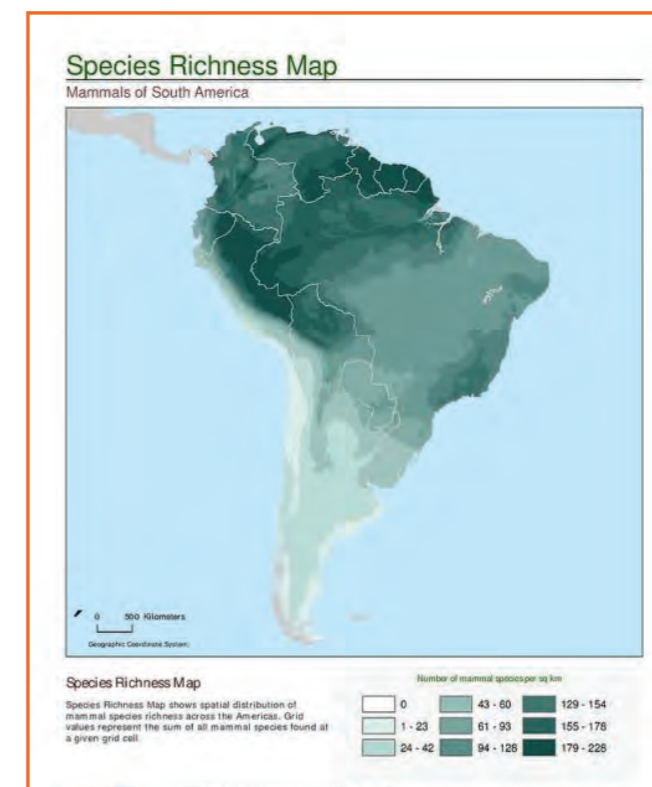 Species Richness Map
Mammals of South America
0 500 Kilometers
Geographic Coordinate System;
Species Richness Map
Species Richness Map shows spatial distribution of
mammal species richness across the Americas. Grid
values represent the sum of all mammal species found at
a given grid cell
Number of mammal species per sq km
0
43 - 60
129 - 154
1 - 23
61 - 93
155 - 178
24 - 42
94 - 128
179 - 228